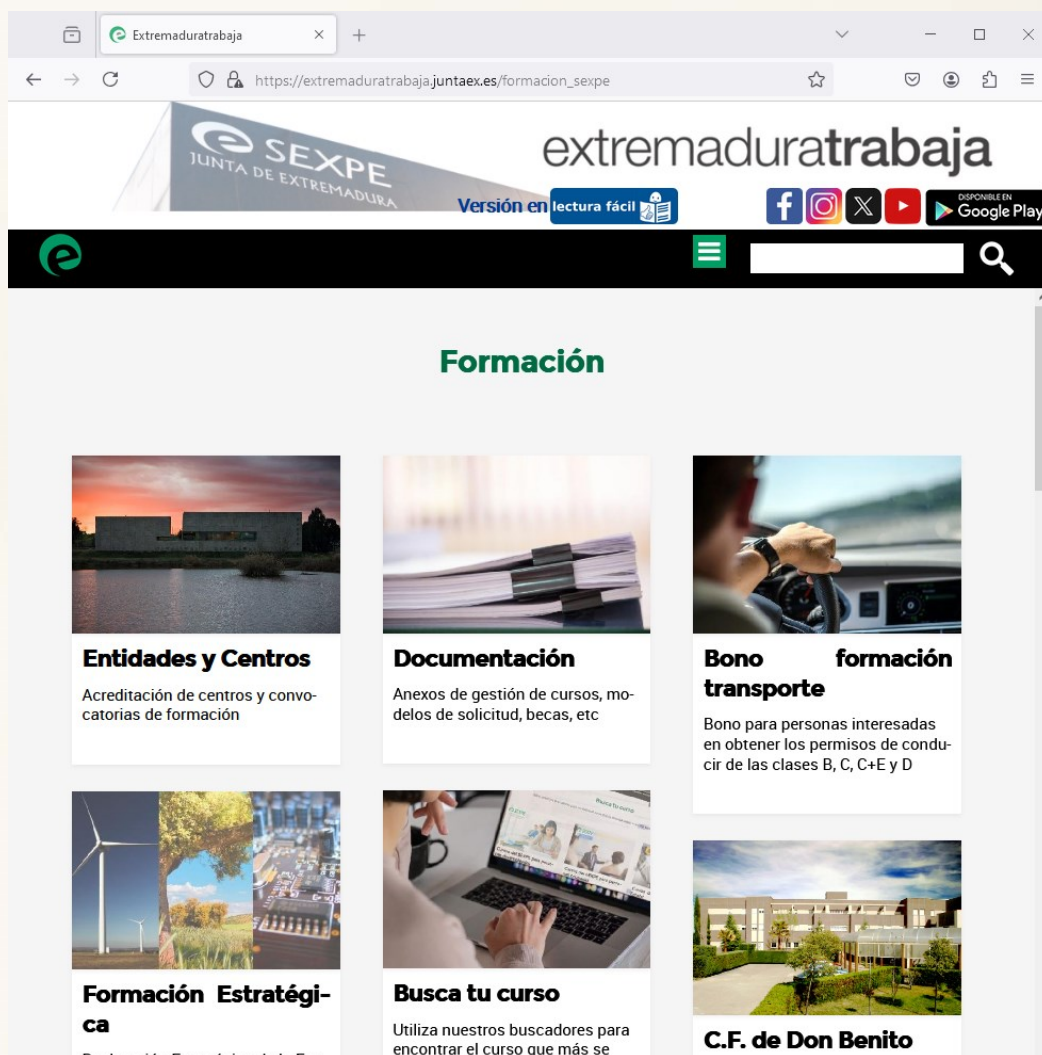 Extremaduratrabaja
https://extremaduratrabaja.juntaex.es/formacion_sexpe
SEXPE
JUNTA DE EXTREMADURA
extremaduratrabaja
Versión en lectura fácil
DISPONIBLE EN
Google Play
Formación
Entidades y Centros
Acreditación de centros y convo-
catorias de formación
Documentación
Anexos de gestión de cursos, mo-
delos de solicitud, becas, etc
Bono formación
transporte
Bono para personas interesadas
en obtener los permisos de condu-
cir de las clases B, C, C+E y D
Formación Estratégi-
ca
Busca tu curso
Utiliza nuestros buscadores para
encontrar el curso que más se
C.F. de Don Benito